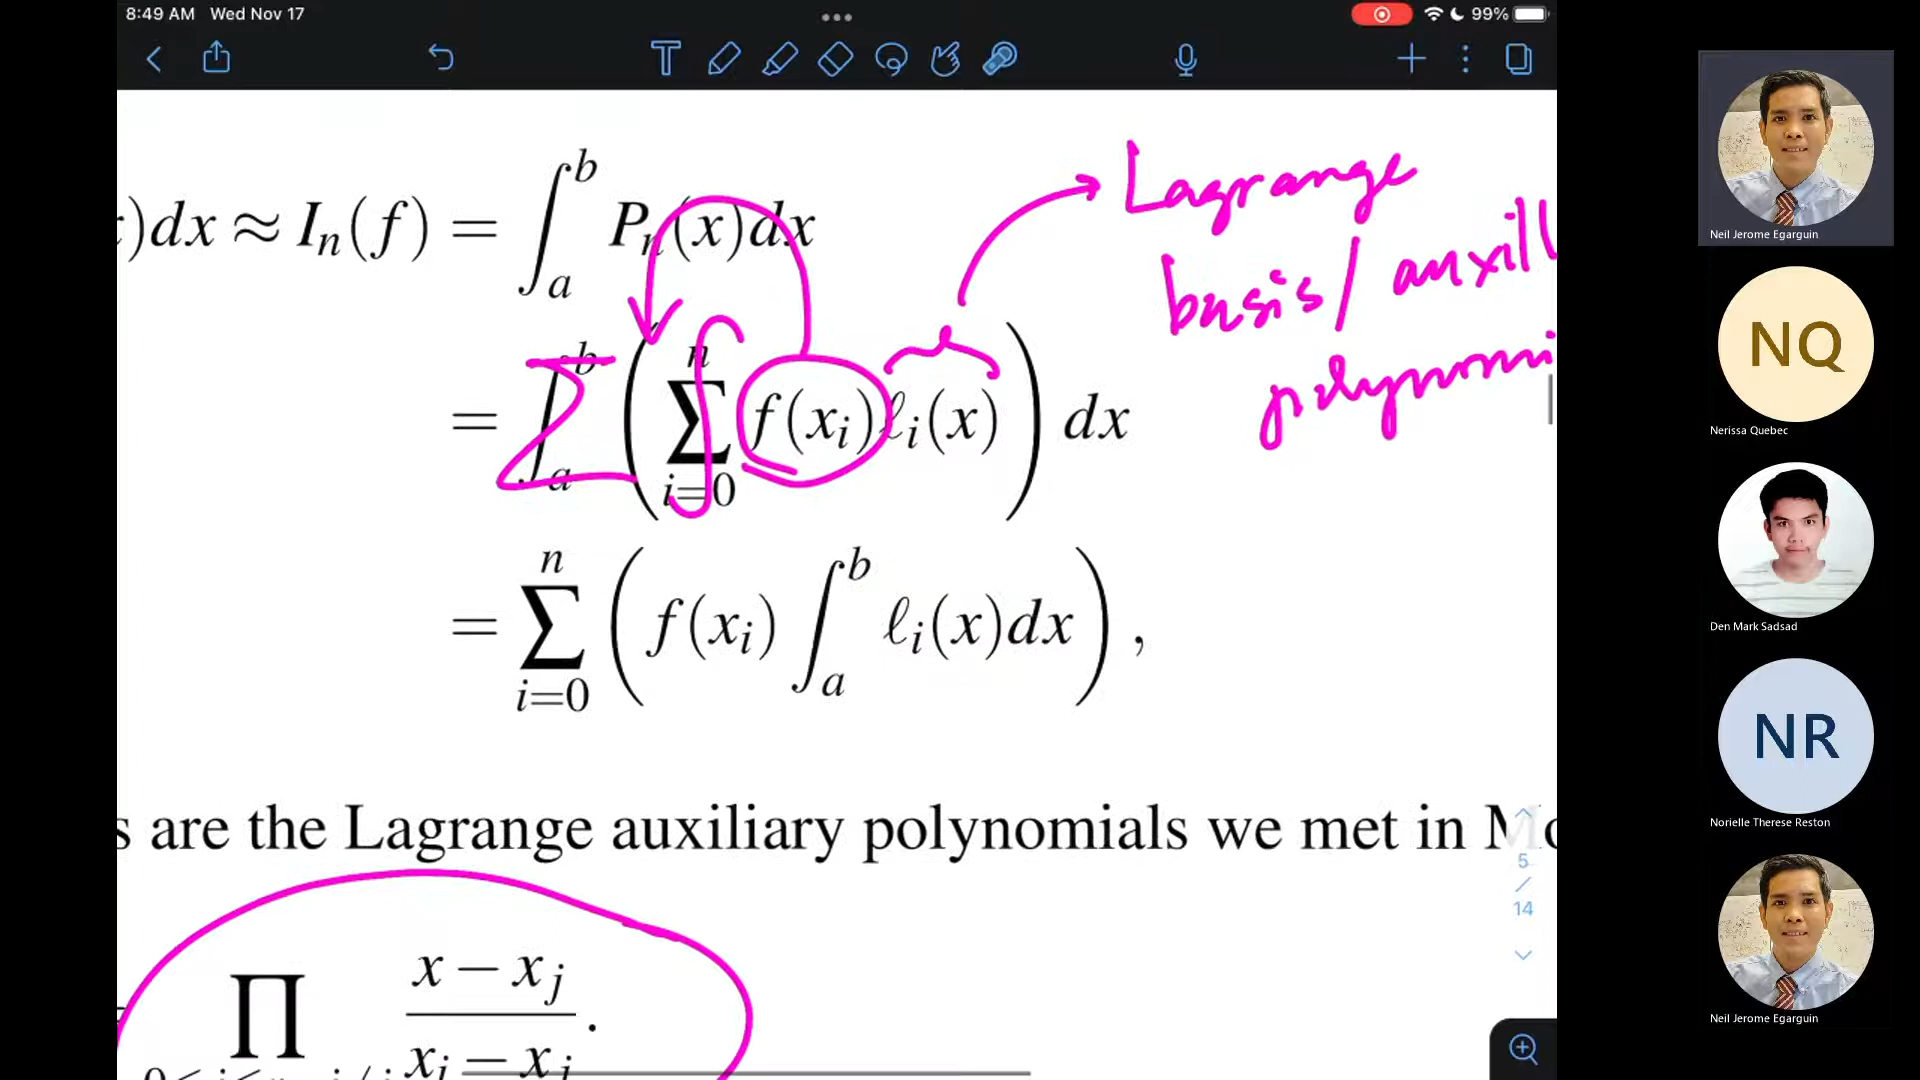 8:49 AM Wed Nov 17
99%
)dx ≈ I_n(f) = ∫_a^b P_n(x)dx
= ∫_a^b ( ∑_{i=0}^n f(x_i)ℓ_i(x) ) dx
= ∑_{i=0}^n ( f(x_i) ∫_a^b ℓ_i(x)dx ),
Lagrange
basis/ auxill
polynomi
∑ ∫
s are the Lagrange auxiliary polynomials we met in Mo
∏ (x − x_j)/(x_i − x_j).
5
/
14
Neil Jerome Egarguin
NQ
Nerissa Quebec
Den Mark Sadsad
NR
Norielle Therese Reston
Neil Jerome Egarguin